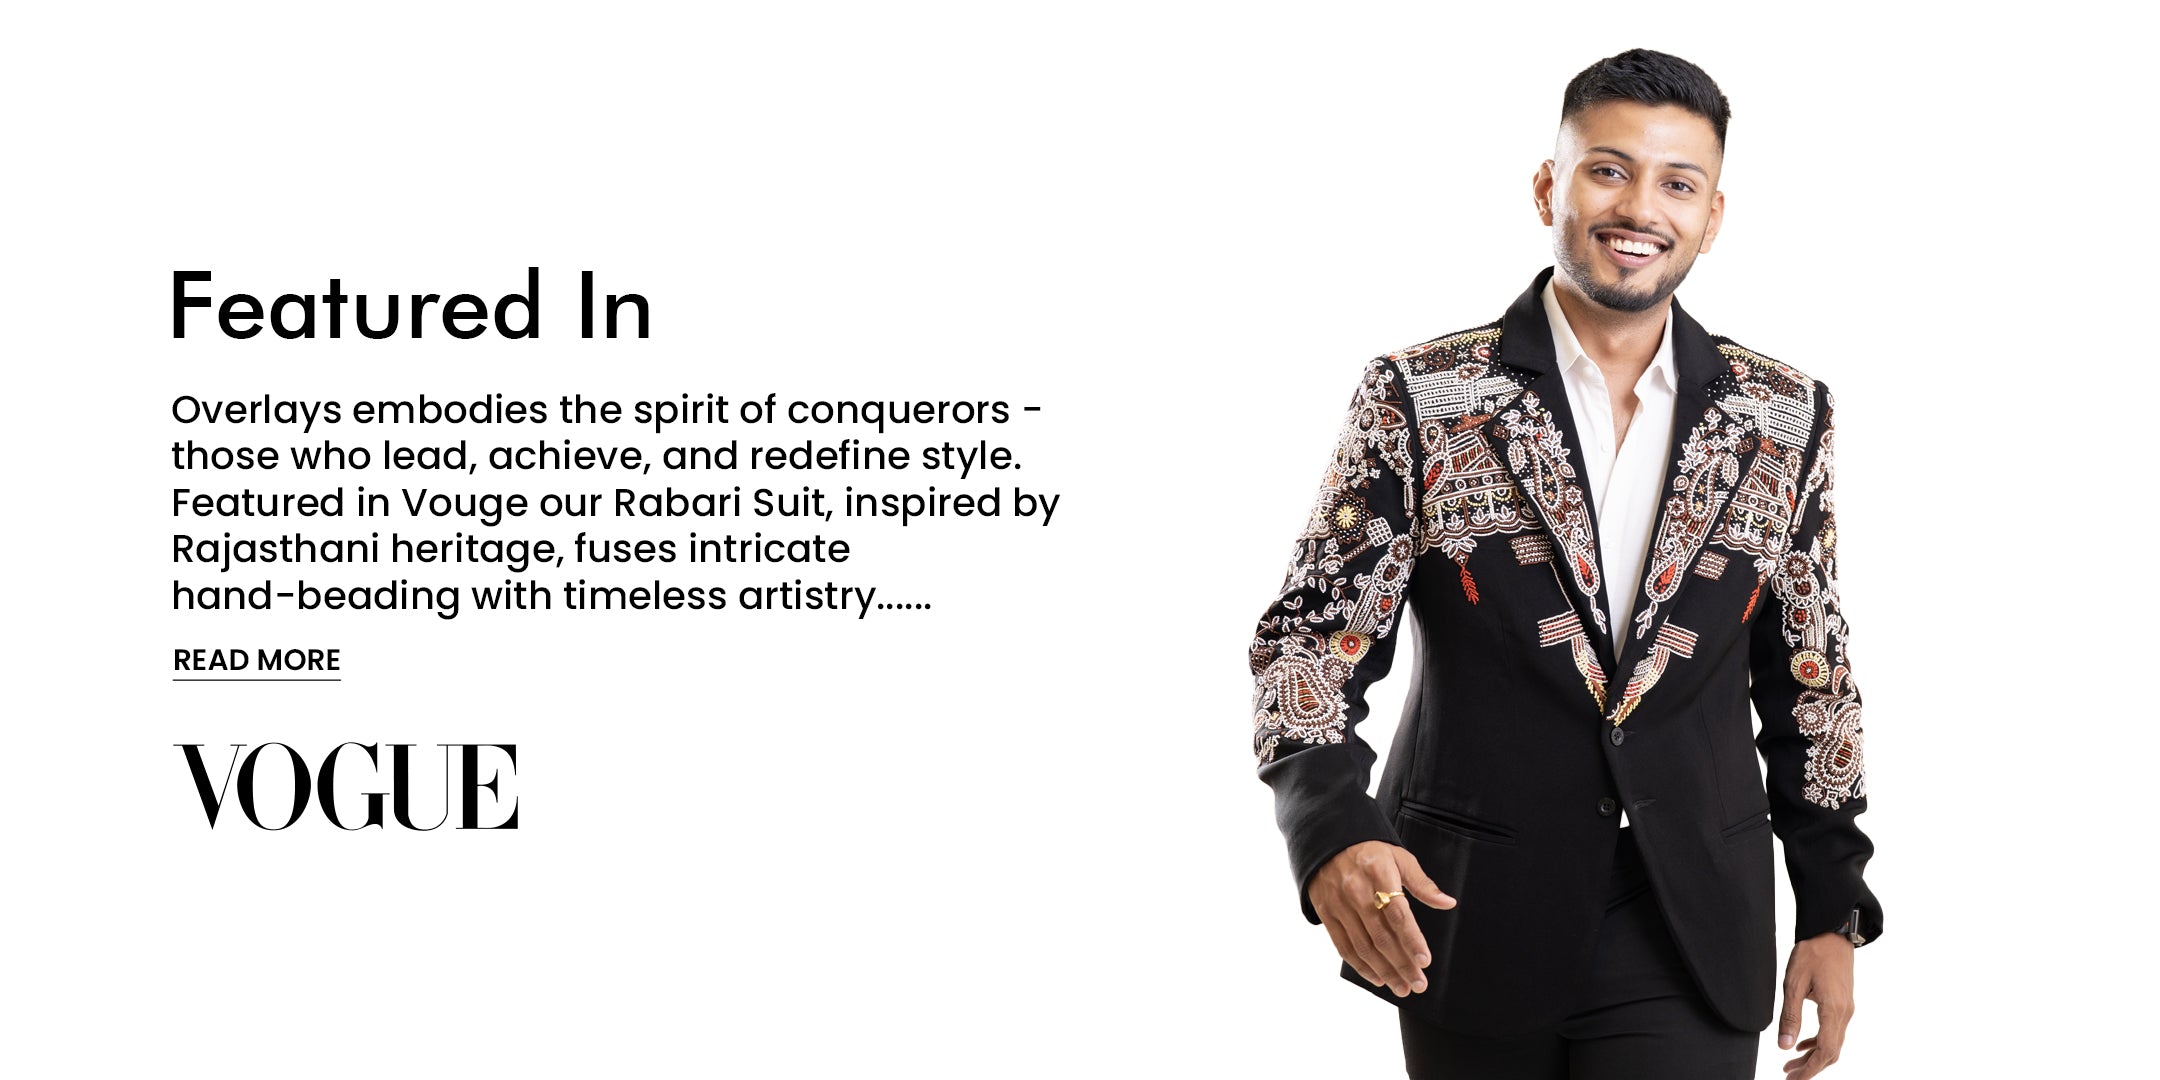 Featured In
Overlays embodies the spirit of conquerors -
those who lead, achieve, and redefine style.
Featured in Vouge our Rabari Suit, inspired by
Rajasthani heritage, fuses intricate
hand-beading with timeless artistry......
READ MORE
VOGUE